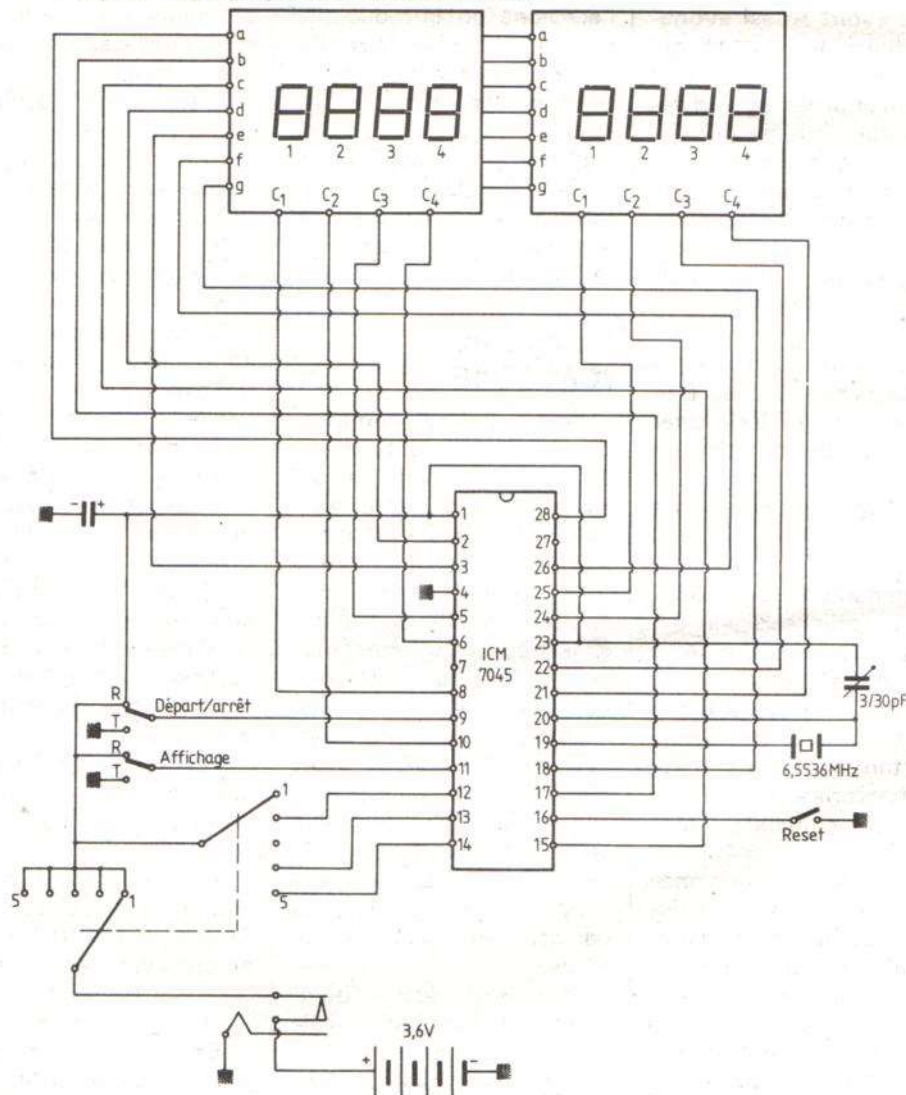 a
b
c
d
e
f
g
1 2 3 4
C1 C2 C3 C4
a
b
c
d
e
f
g
1 2 3 4
C1 C2 C3 C4
- +
1 28
2 27
3 26
4 25
5 24
6 23
7 22
8 21
9 20
10 19
11 18
12 17
13 16
14 15
ICM
7045
R
Départ/arrêt
T
R
Affichage
T
3/30pF
6,5536MHz
Reset
1
5
5 1
3,6V
+ -